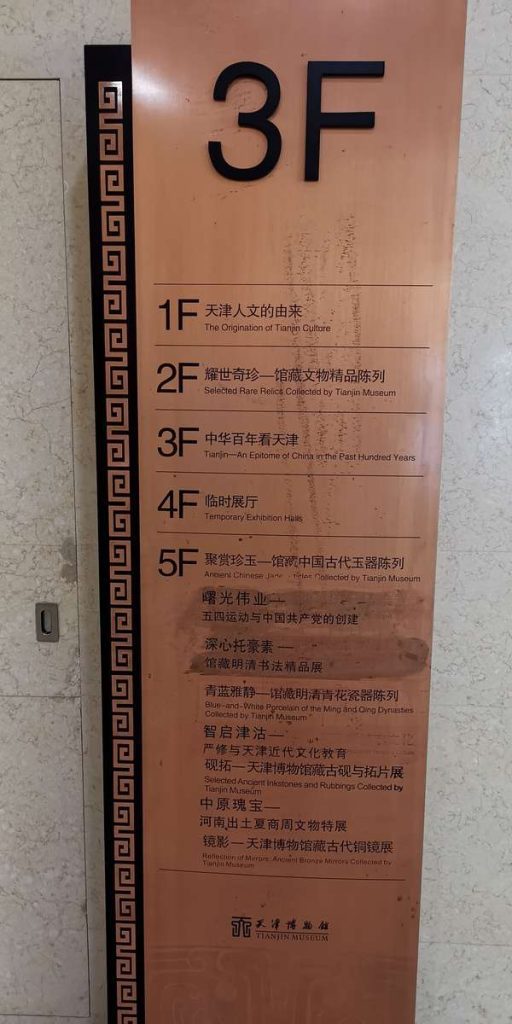 3F
1F 天津人文的由来
The Origination of Tianjin Culture
2F 耀世奇珍—馆藏文物精品陈列
Selected Rare Relics Collected by Tianjin Museum
3F 中华百年看天津
Tianjin—An Epitome of China in the Past Hundred Years
4F 临时展厅
Temporary Exhibition Halls
5F 聚赏珍玉—馆藏中国古代玉器陈列
Ancient Chinese Collected by Tianjin Museum
曙光伟业—
五四运动与中国共产党的创建
深心托豪素—
馆藏明清书法精品展
青蓝雅静—馆藏明清青花瓷器陈列
Blue-and-White Porcelain of the Ming and Qing Dynasties
Collected by Tianjin Museum
智启津沽—
严修与天津近代文化教育
砚拓—天津博物馆藏古砚与拓片展
Selected Ancient Inkstones and Rubbings Collected by
Tianjin Museum
中原瑰宝—
河南出土夏商周文物特展
镜影—天津博物馆藏古代铜镜展
Reflection of Mirrors: Ancient Bronze Mirrors Collected by
Tianjin Museum
天津博物馆
TIANJIN MUSEUM